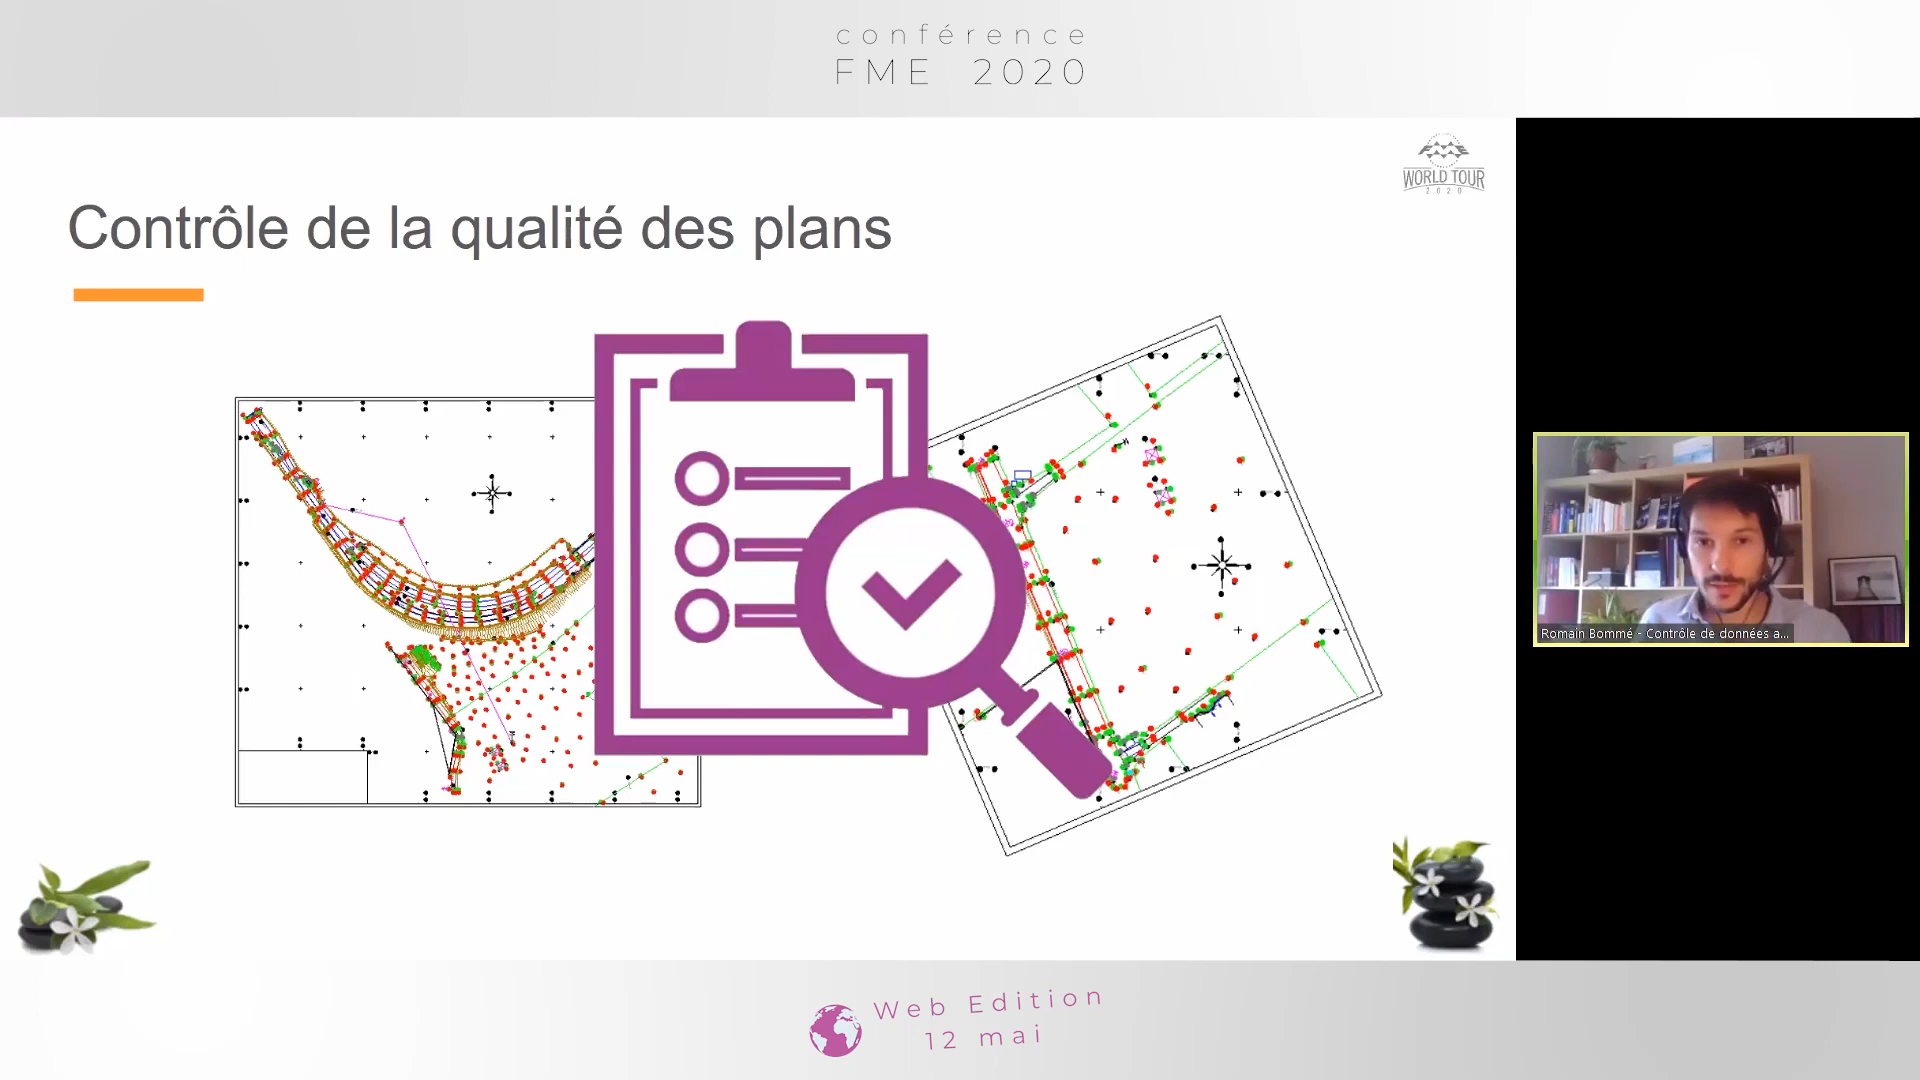 conférence
FME 2020
WORLD TOUR
2020
Contrôle de la qualité des plans
Romain Bommé - Contrôle de données a...
Web Edition
12 mai